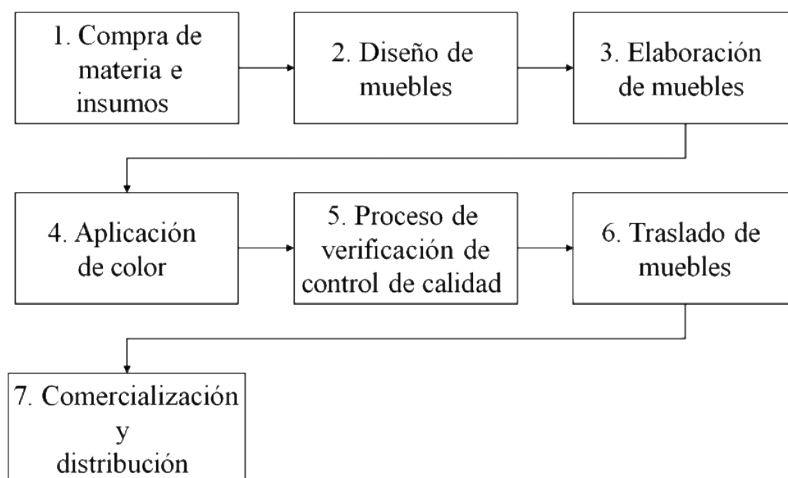 1. Compra de
materia e
insumos
2. Diseño de
muebles
3. Elaboración
de muebles
4. Aplicación
de color
5. Proceso de
verificación de
control de calidad
6. Traslado de
muebles
7. Comercialización
y
distribución